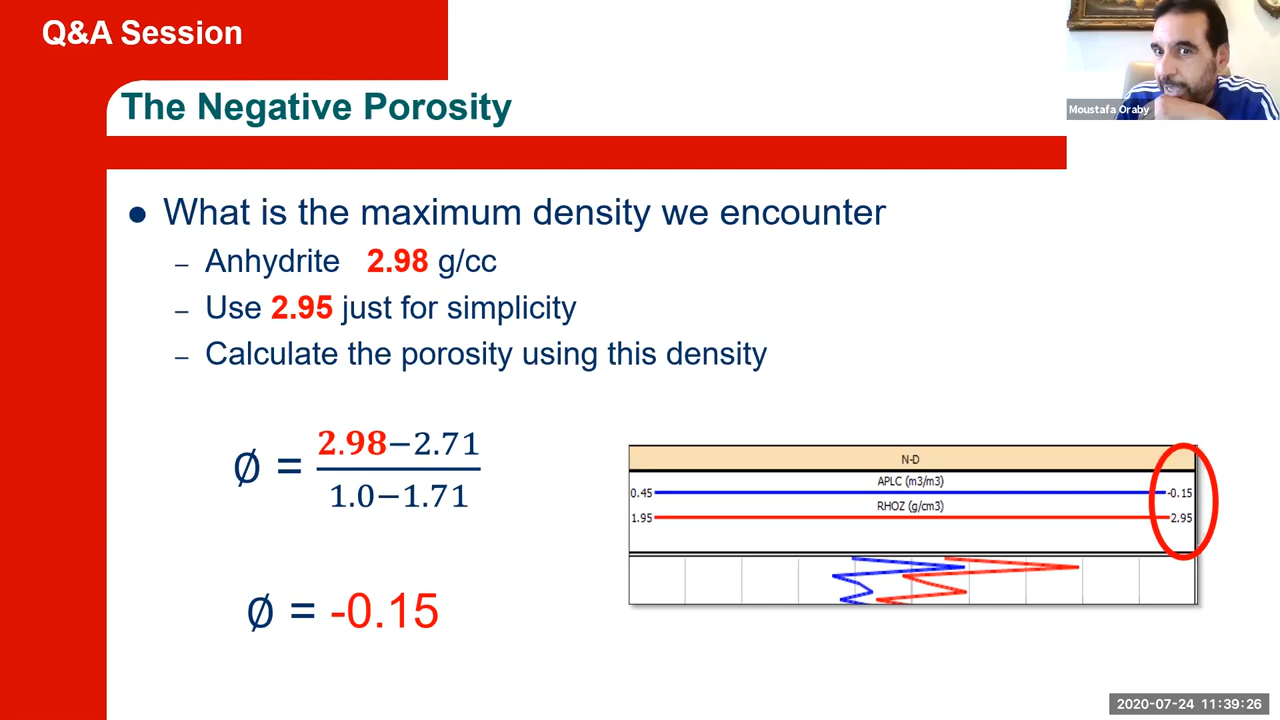 Q&A Session
The Negative Porosity
Moustafa Oraby
● What is the maximum density we encounter
– Anhydrite 2.98 g/cc
– Use 2.95 just for simplicity
– Calculate the porosity using this density
∅ = 2.98−2.71
1.0−1.71
∅ = -0.15
N-D
APLC (m3/m3)
0.45 -0.15
RHOZ (g/cm3)
1.95 2.95
2020-07-24 11:39:26